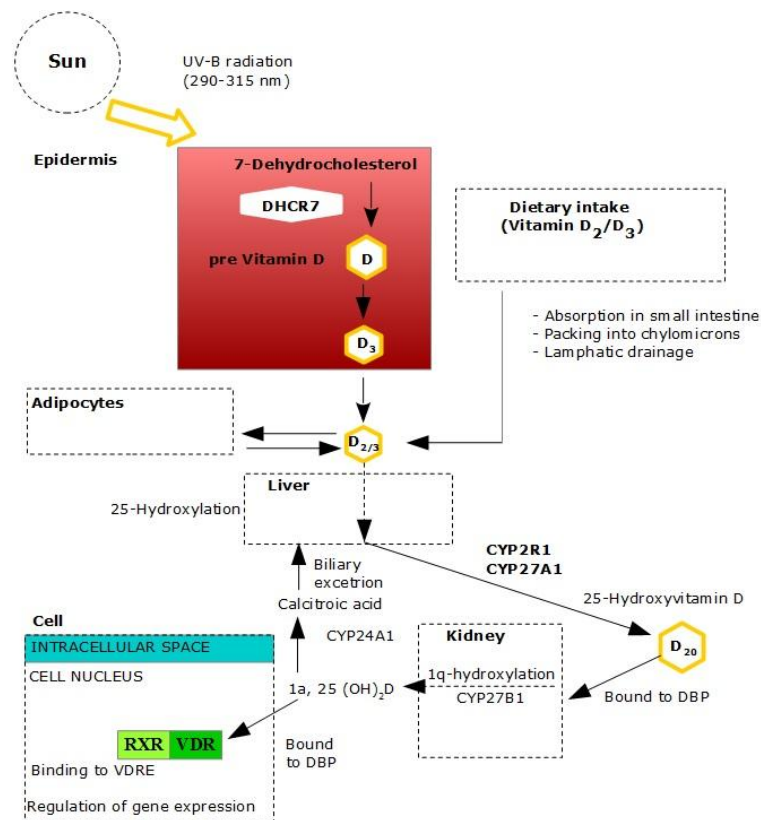 Sun
UV-B radiation
(290-315 nm)
Epidermis
7-Dehydrocholesterol
DHCR7
pre Vitamin D
D
D3
Dietary intake
(Vitamin D2/D3)
- Absorption in small intestine
- Packing into chylomicrons
- Lamphatic drainage
Adipocytes
D2/3
Liver
25-Hydroxylation
CYP2R1
CYP27A1
Biliary
excetrion
Calcitroic acid
25-Hydroxyvitamin D
D20
Cell
INTRACELLULAR SPACE
CELL NUCLEUS
CYP24A1
Kidney
1q-hydroxylation
CYP27B1
Bound to DBP
1a, 25 (OH)2D
RXR VDR
Bound
to DBP
Binding to VDRE
Regulation of gene expression